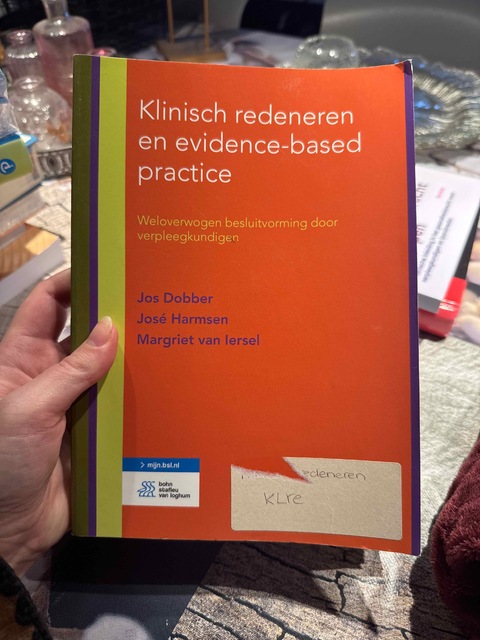 Klinisch redeneren
en evidence-based
practice
Weloverwogen besluitvorming door
verpleegkundigen
Jos Dobber
José Harmsen
Margriet van Iersel
> mijn.bsl.nl
bohn
stafleu
van loghum
redeneren
KLre